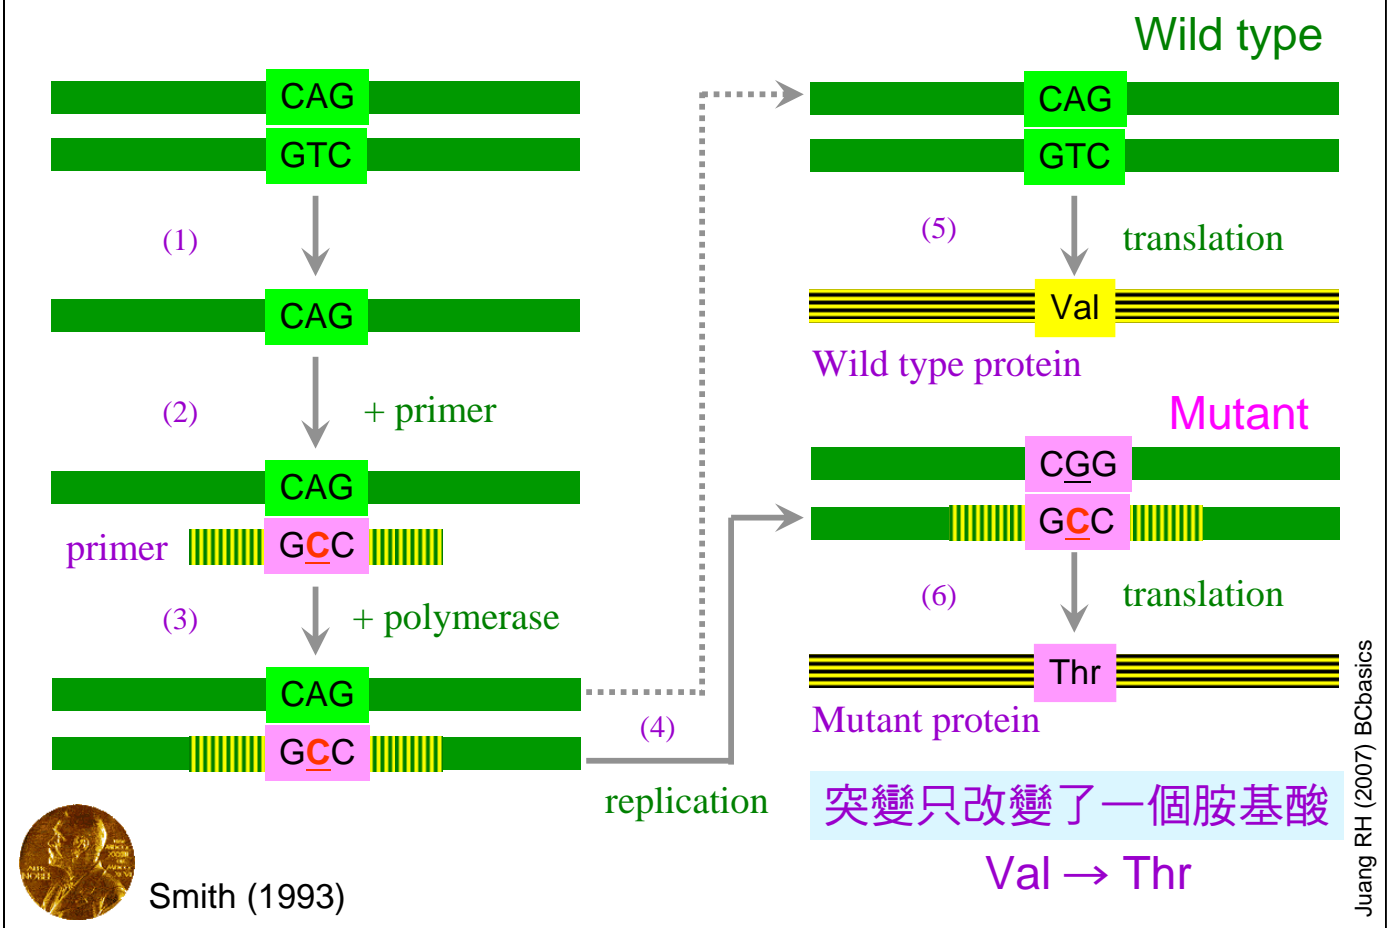 CAG
GTC
(1)
CAG
(2)
+ primer
CAG
primer
GCC
(3)
+ polymerase
CAG
GCC
(4)
replication
Smith (1993)
Wild type
CAG
GTC
(5)
translation
Val
Wild type protein
Mutant
CGG
GCC
(6)
translation
Thr
Mutant protein
突變只改變了一個胺基酸
Val → Thr
Juang RH (2007) BCbasics